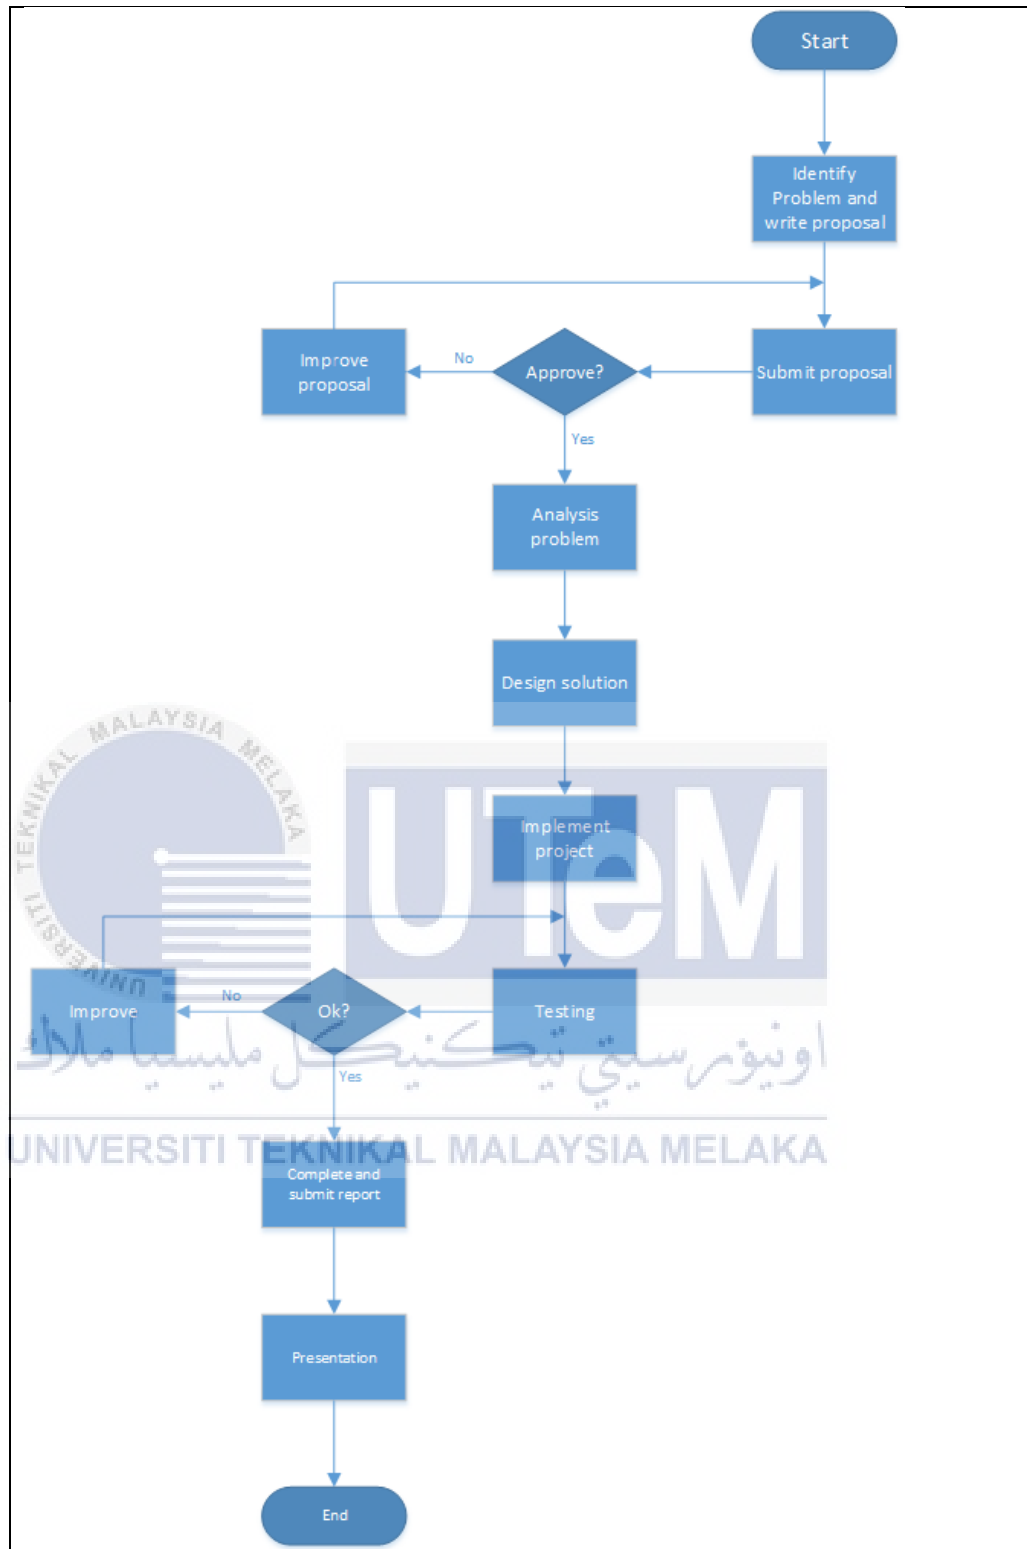 Start
Identify
Problem and
write proposal
Improve
proposal
No
Approve?
Submit proposal
Yes
Analysis
problem
Design solution
UNIVERSITI TEKNIKAL MALAYSIA MELAKA
UTeM
Implement
project
Improve
No
Ok?
Testing
اونيۏرسيتي تيكنيكل مليسيا ملاك
Yes
UNIVERSITI TEKNIKAL MALAYSIA MELAKA
Complete and
submit report
Presentation
End